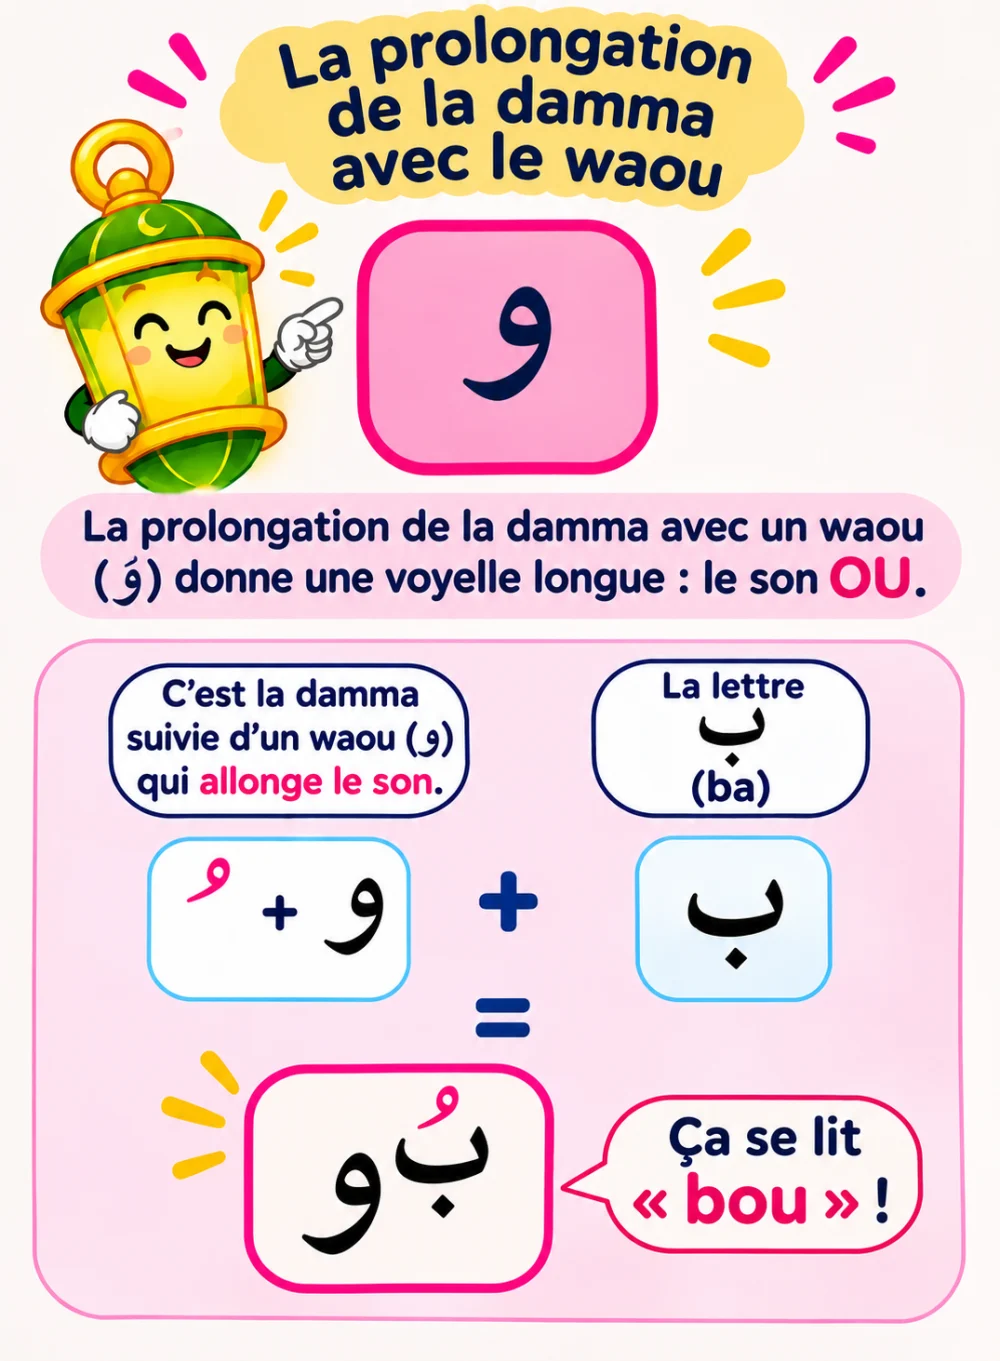 La prolongation
de la damma
avec le waou
و
La prolongation de la damma avec un waou
(وَ) donne une voyelle longue : le son OU.
C'est la damma
suivie d'un waou (و)
qui allonge le son.
La lettre
ب
(ba)
ُ + و
+
ب
=
بُو
Ça se lit
« bou » !